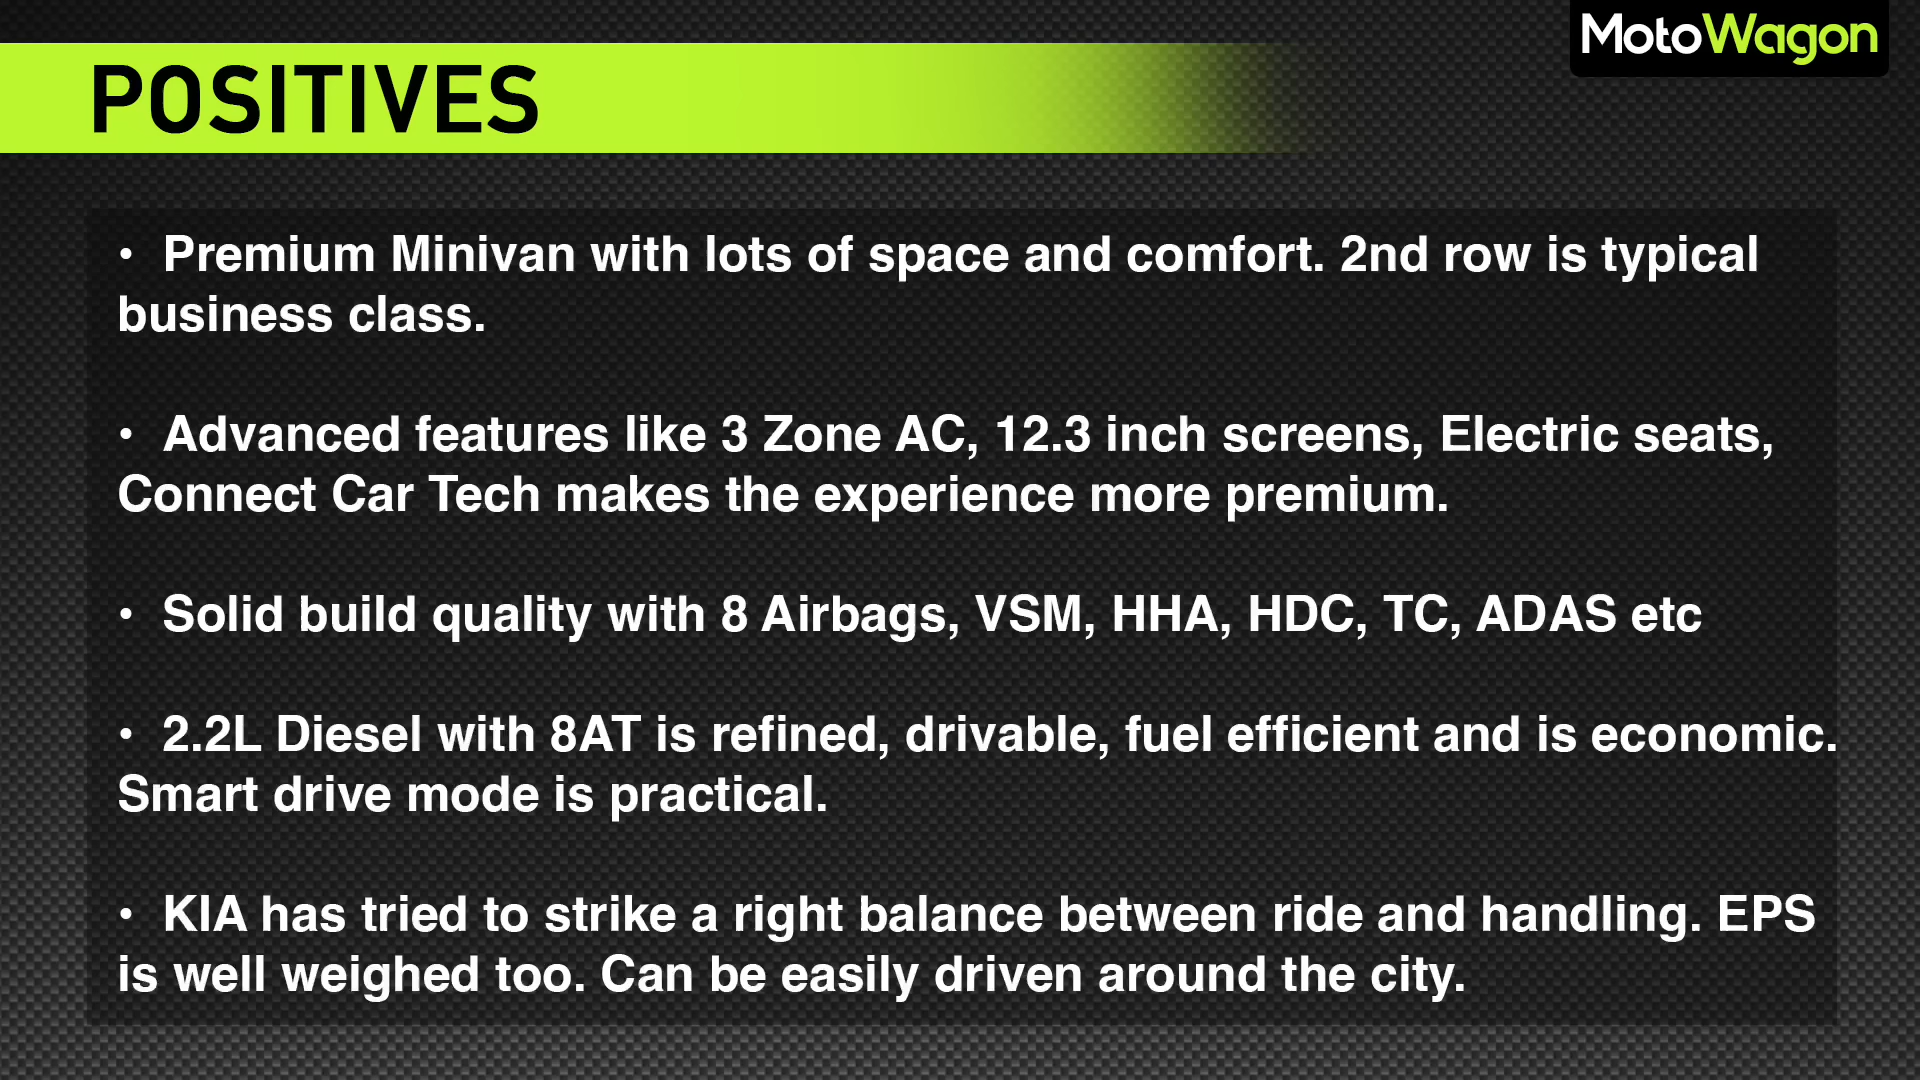 MotoWagon
POSITIVES
• Premium Minivan with lots of space and comfort. 2nd row is typical
business class.
• Advanced features like 3 Zone AC, 12.3 inch screens, Electric seats,
Connect Car Tech makes the experience more premium.
• Solid build quality with 8 Airbags, VSM, HHA, HDC, TC, ADAS etc
• 2.2L Diesel with 8AT is refined, drivable, fuel efficient and is economic.
Smart drive mode is practical.
• KIA has tried to strike a right balance between ride and handling. EPS
is well weighed too. Can be easily driven around the city.